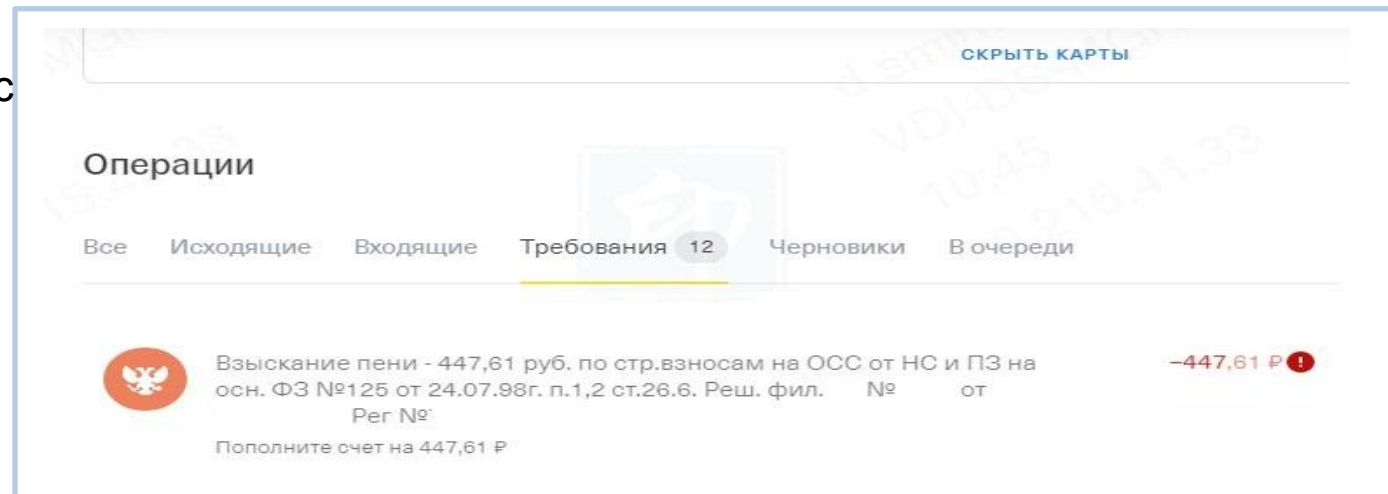 СКРЫТЬ КАРТЫ
с
Операции
Все Исходящие Входящие Требования 12 Черновики В очереди
Взыскание пени - 447,61 руб. по стр.взносам на ОСС от НС и ПЗ на
осн. ФЗ №125 от 24.07.98г. п.1,2 ст.26.6. Реш. фил. № от
Рег №
Пополните счет на 447,61 ₽
−447,61 ₽
10:45